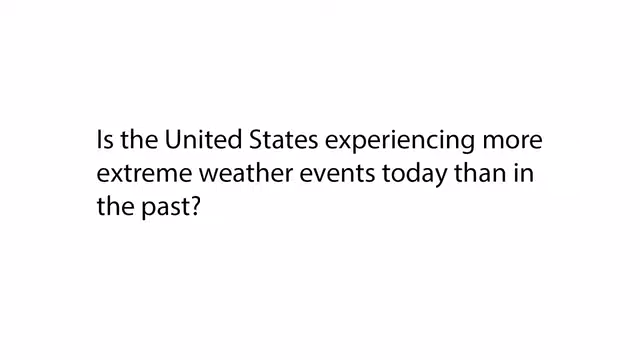 Is the United States experiencing more
extreme weather events today than in
the past?